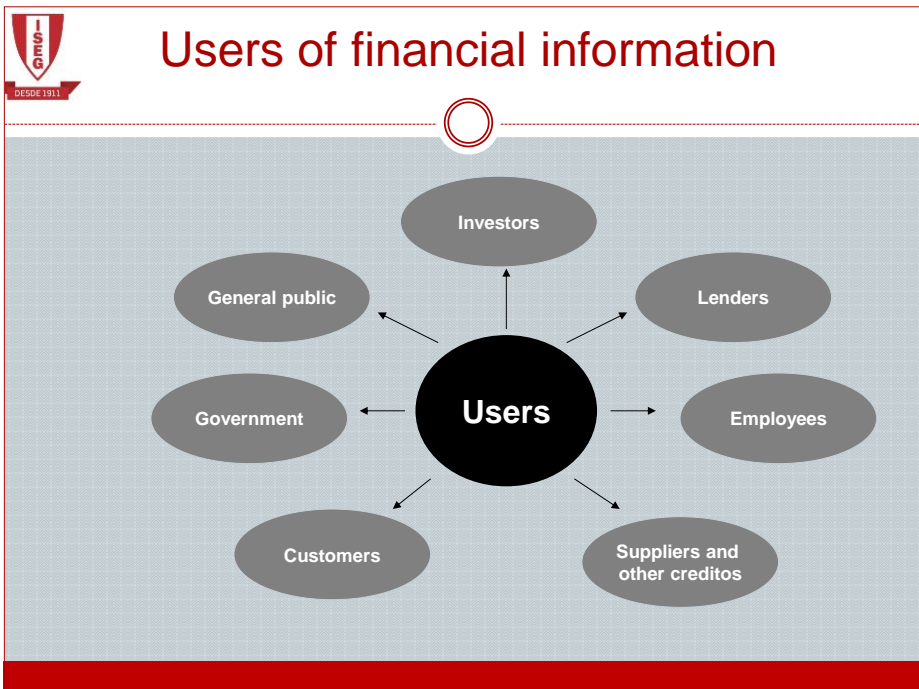 ISEG
DESDE 1911
Users of financial information
Investors
General public
Lenders
Users
Government
Employees
Customers
Suppliers and
other creditos